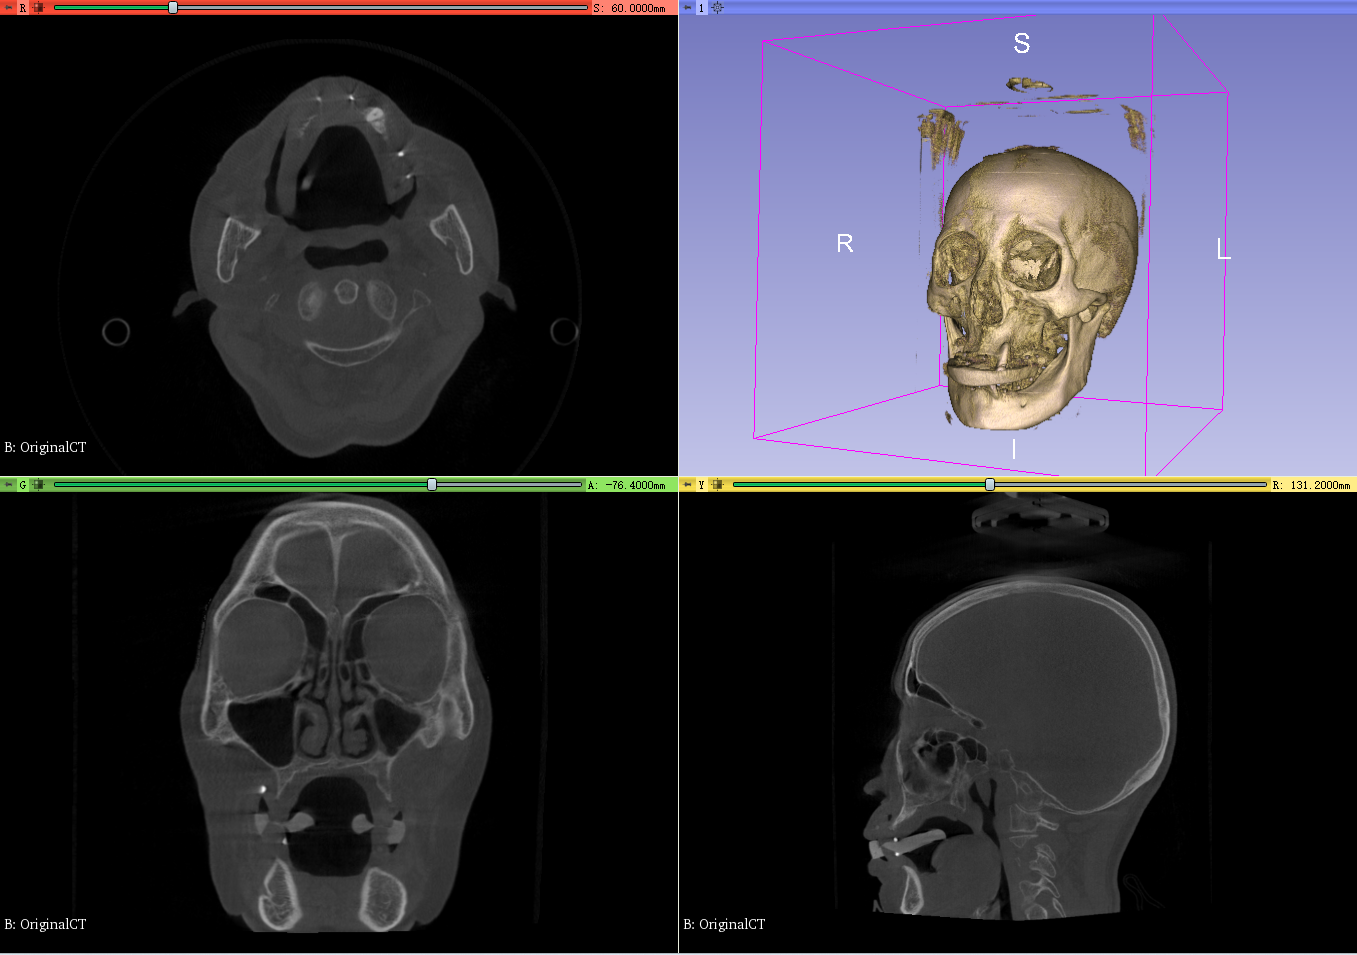 R S: 60.0000mm
1
S
R
L
I
B: OriginalCT
G A: -76.4000mm
Y R: 131.2000mm
B: OriginalCT
B: OriginalCT